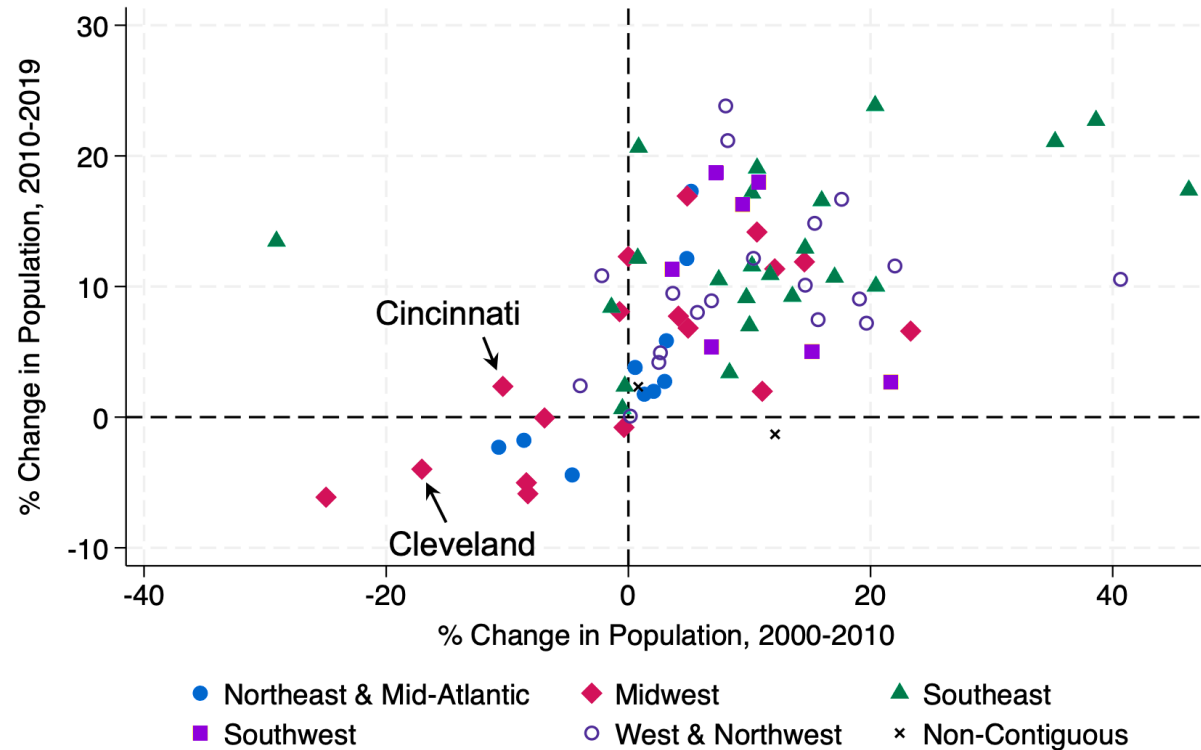 % Change in Population, 2010-2019
30
20
10
0
-10
Cincinnati
Cleveland
-40
-20
0
20
40
% Change in Population, 2000-2010
Northeast & Mid-Atlantic
Midwest
Southeast
Southwest
West & Northwest
Non-Contiguous